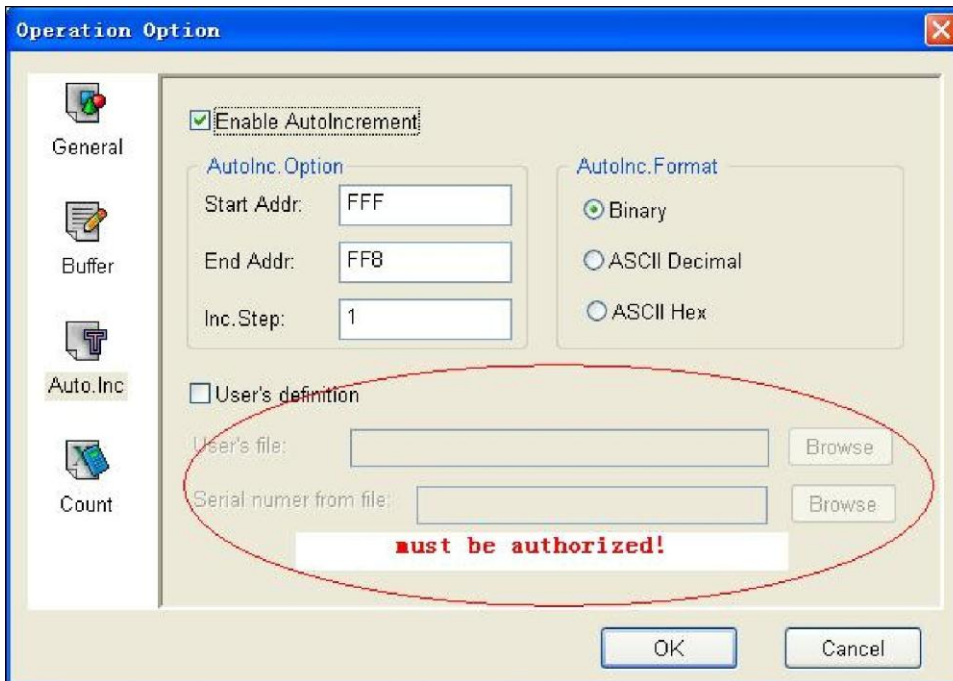 Operation Option
General
Buffer
Auto.Inc
Count
Enable AutoIncrement
AutoInc.Option
Start Addr: FFF
End Addr: FF8
Inc.Step: 1
AutoInc.Format
Binary
ASCII Decimal
ASCII Hex
User's definition
User's file: Browse
Serial numer from file: Browse
must be authorized!
OK Cancel